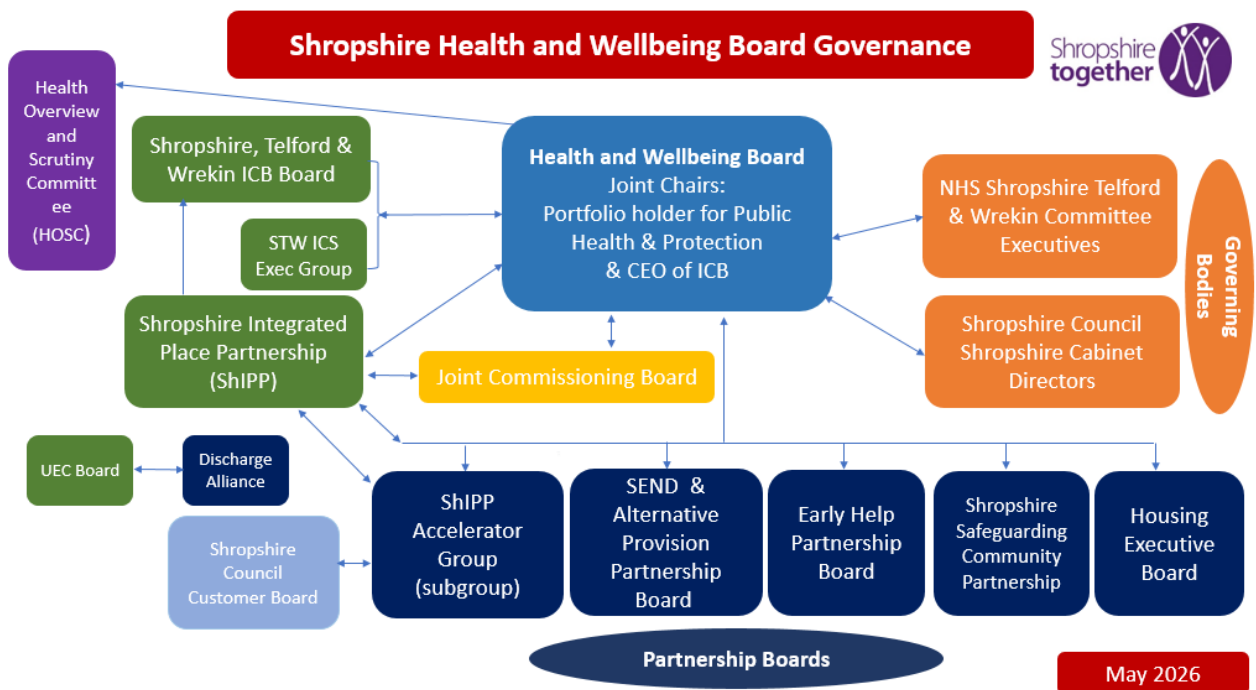 Shropshire Health and Wellbeing Board Governance
Shropshire
together
Health
Overview
and
Scrutiny
Committ
ee
(HOSC)
Shropshire, Telford &
Wrekin ICB Board
STW ICS
Exec Group
Health and Wellbeing Board
Joint Chairs:
Portfolio holder for Public
Health & Protection
& CEO of ICB
NHS Shropshire Telford
& Wrekin Committee
Executives
Shropshire Council
Shropshire Cabinet
Directors
Governing
Bodies
Shropshire Integrated
Place Partnership
(ShIPP)
Joint Commissioning Board
UEC Board
Discharge
Alliance
Shropshire
Council
Customer Board
ShIPP
Accelerator
Group
(subgroup)
SEND &
Alternative
Provision
Partnership
Board
Early Help
Partnership
Board
Shropshire
Safeguarding
Community
Partnership
Housing
Executive
Board
Partnership Boards
May 2026